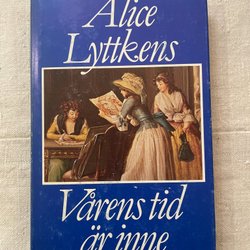 Alice
Lyttkens
Vårens tid
är inne